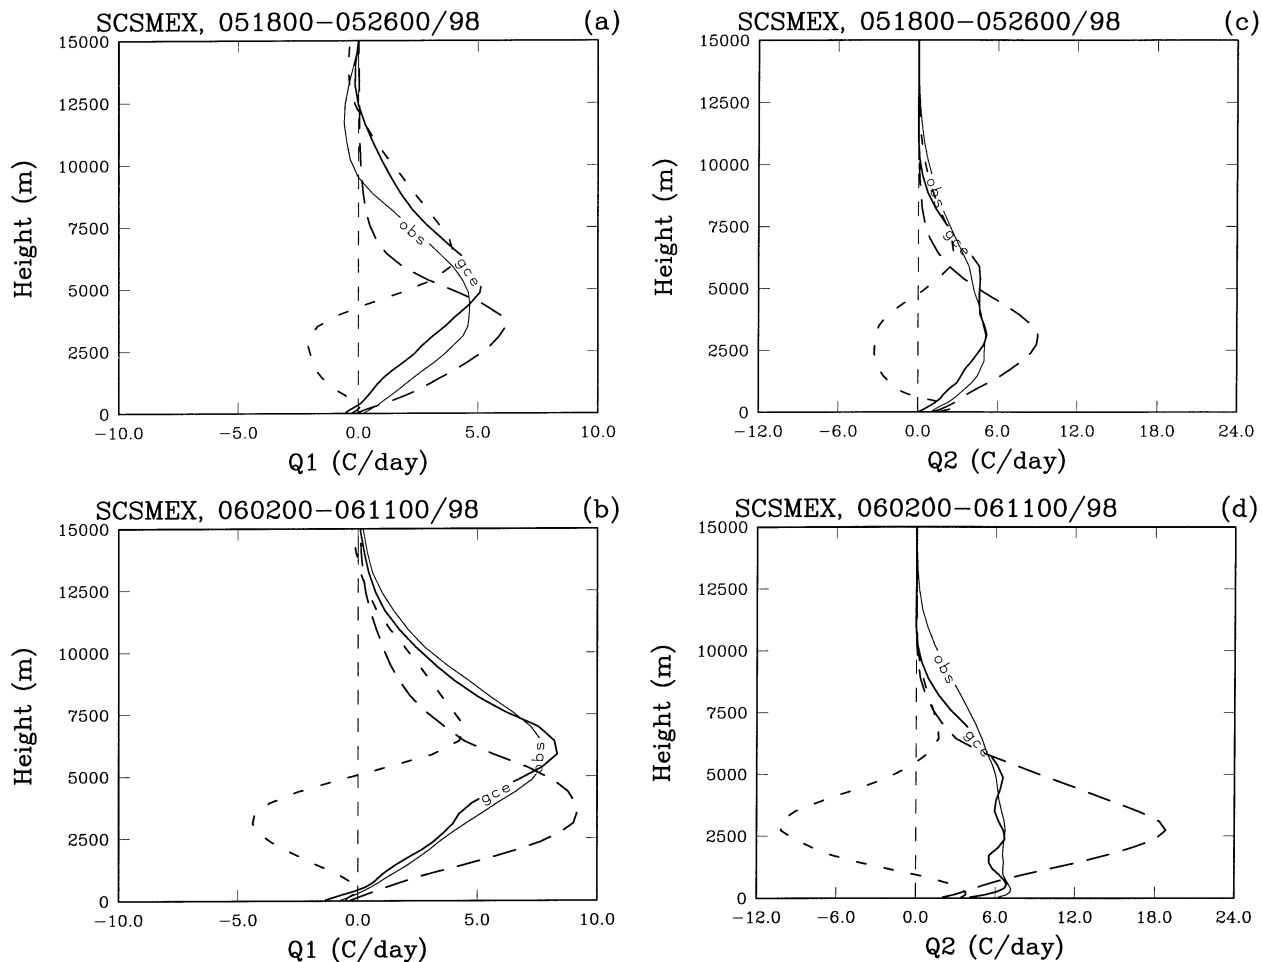 SCSMEX, 051800−052600/98 (a)
15000
12500
10000
7500
5000
2500
0
Height (m)
obs
gce
−10.0 −5.0 0.0 5.0 10.0
Q1 (C/day)
SCSMEX, 051800−052600/98 (c)
15000
12500
10000
7500
5000
2500
0
Height (m)
obs
gce
−12.0 −6.0 0.0 6.0 12.0 18.0 24.0
Q2 (C/day)
SCSMEX, 060200−061100/98 (b)
15000
12500
10000
7500
5000
2500
0
Height (m)
obs
gce
−10.0 −5.0 0.0 5.0 10.0
Q1 (C/day)
SCSMEX, 060200−061100/98 (d)
15000
12500
10000
7500
5000
2500
0
Height (m)
obs
gce
−12.0 −6.0 0.0 6.0 12.0 18.0 24.0
Q2 (C/day)